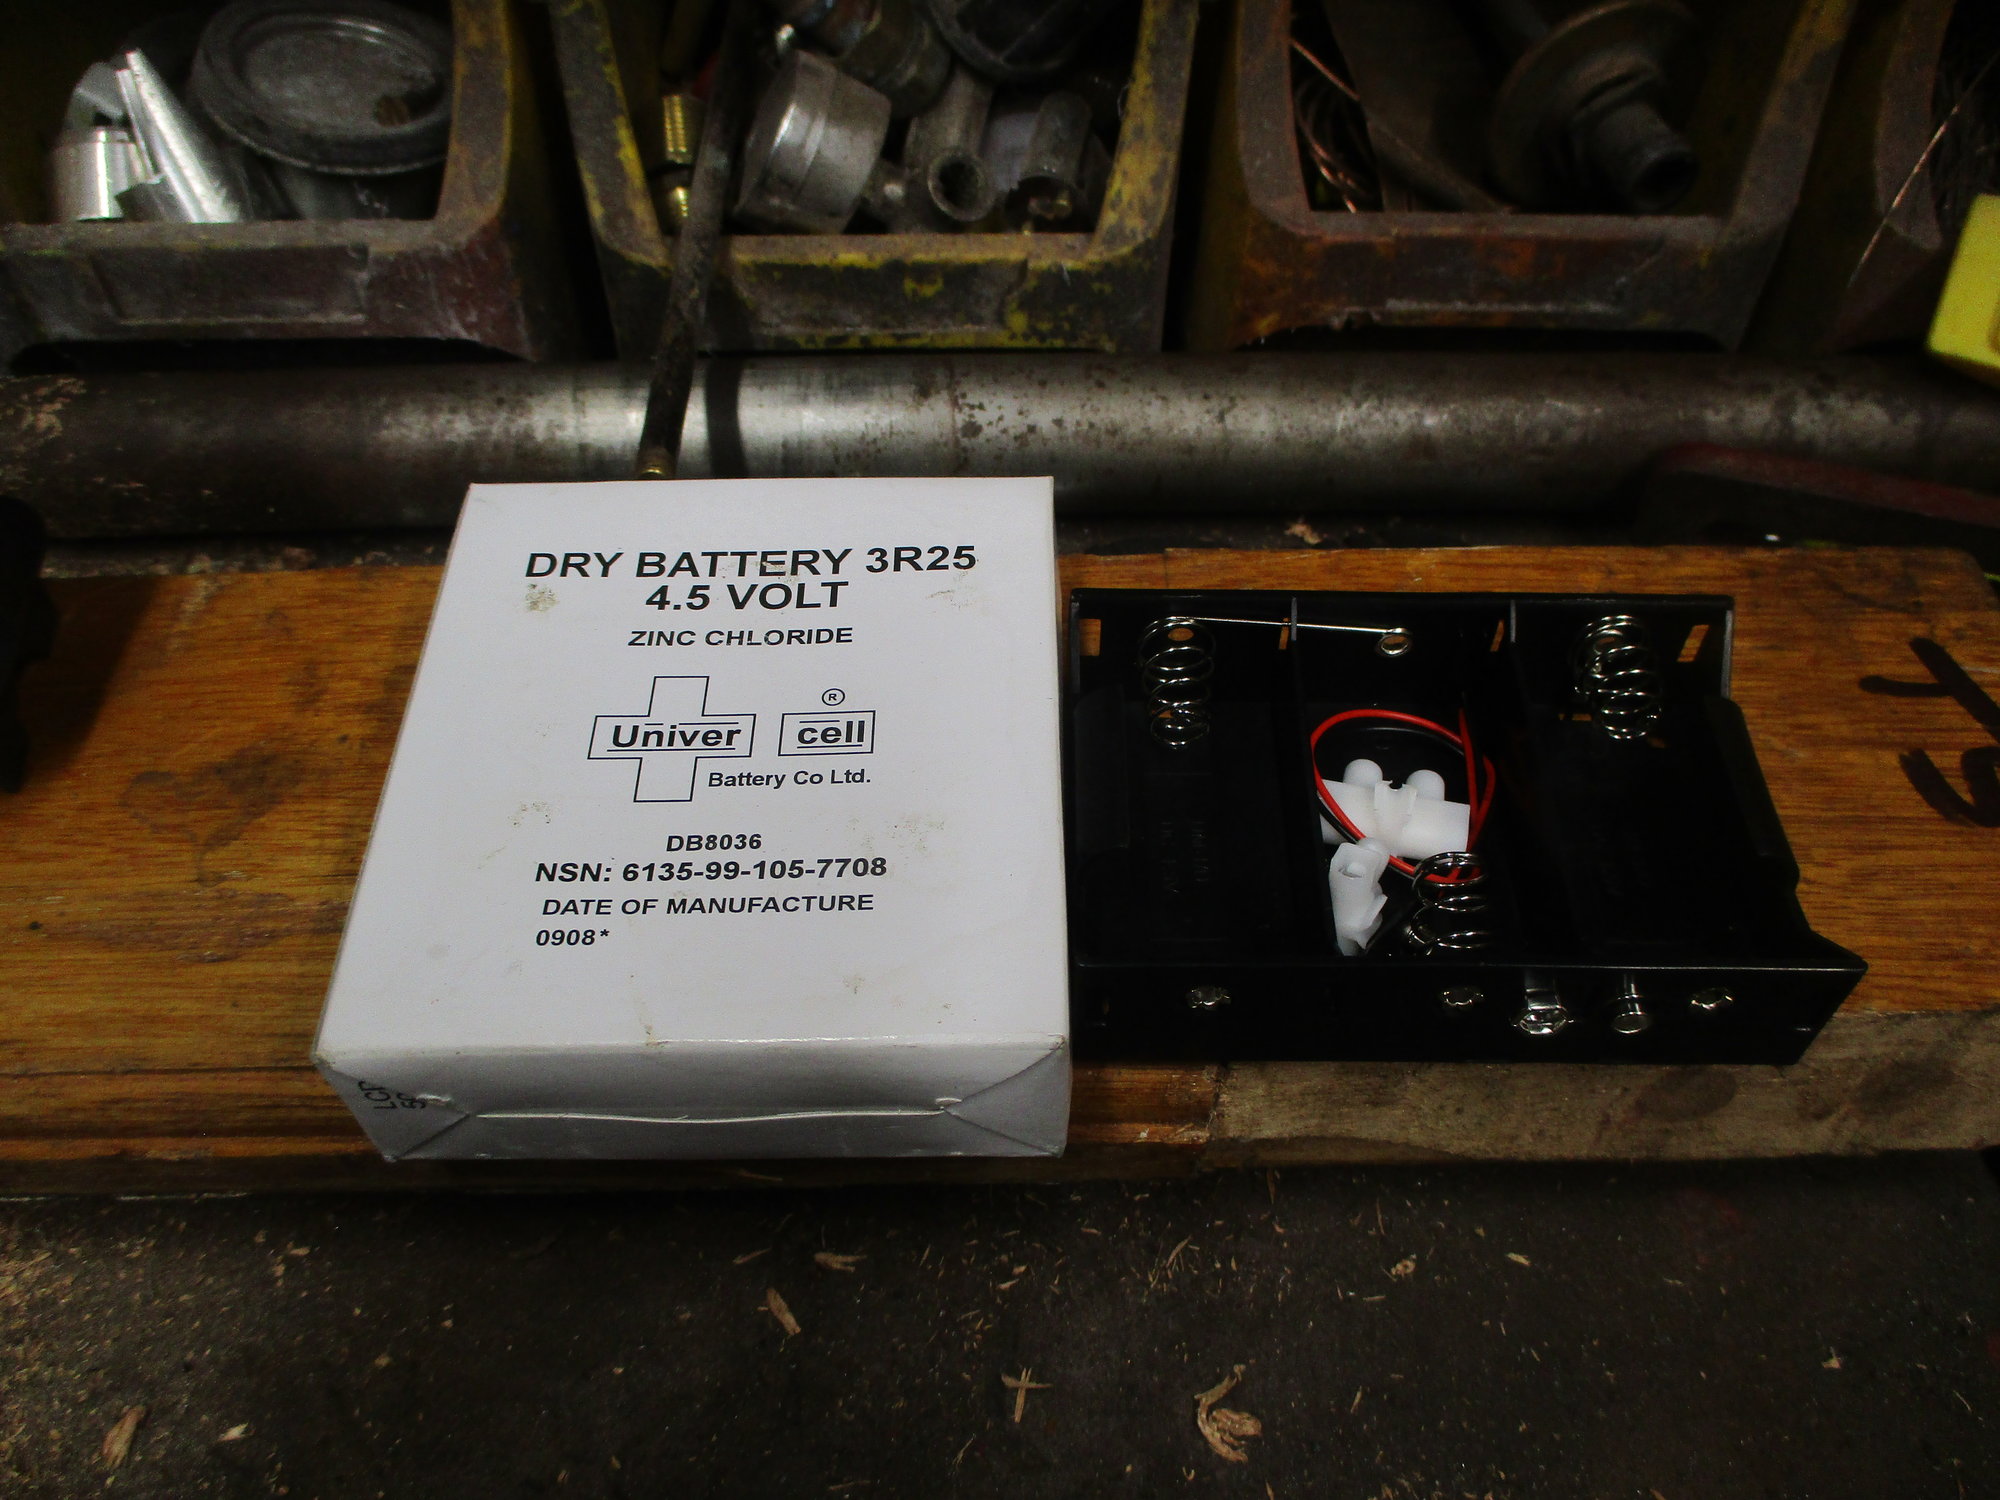 DRY BATTERY 3R25
4.5 VOLT
ZINC CHLORIDE
®
Univer cell
Battery Co Ltd.
DB8036
NSN: 6135-99-105-7708
DATE OF MANUFACTURE
0908*